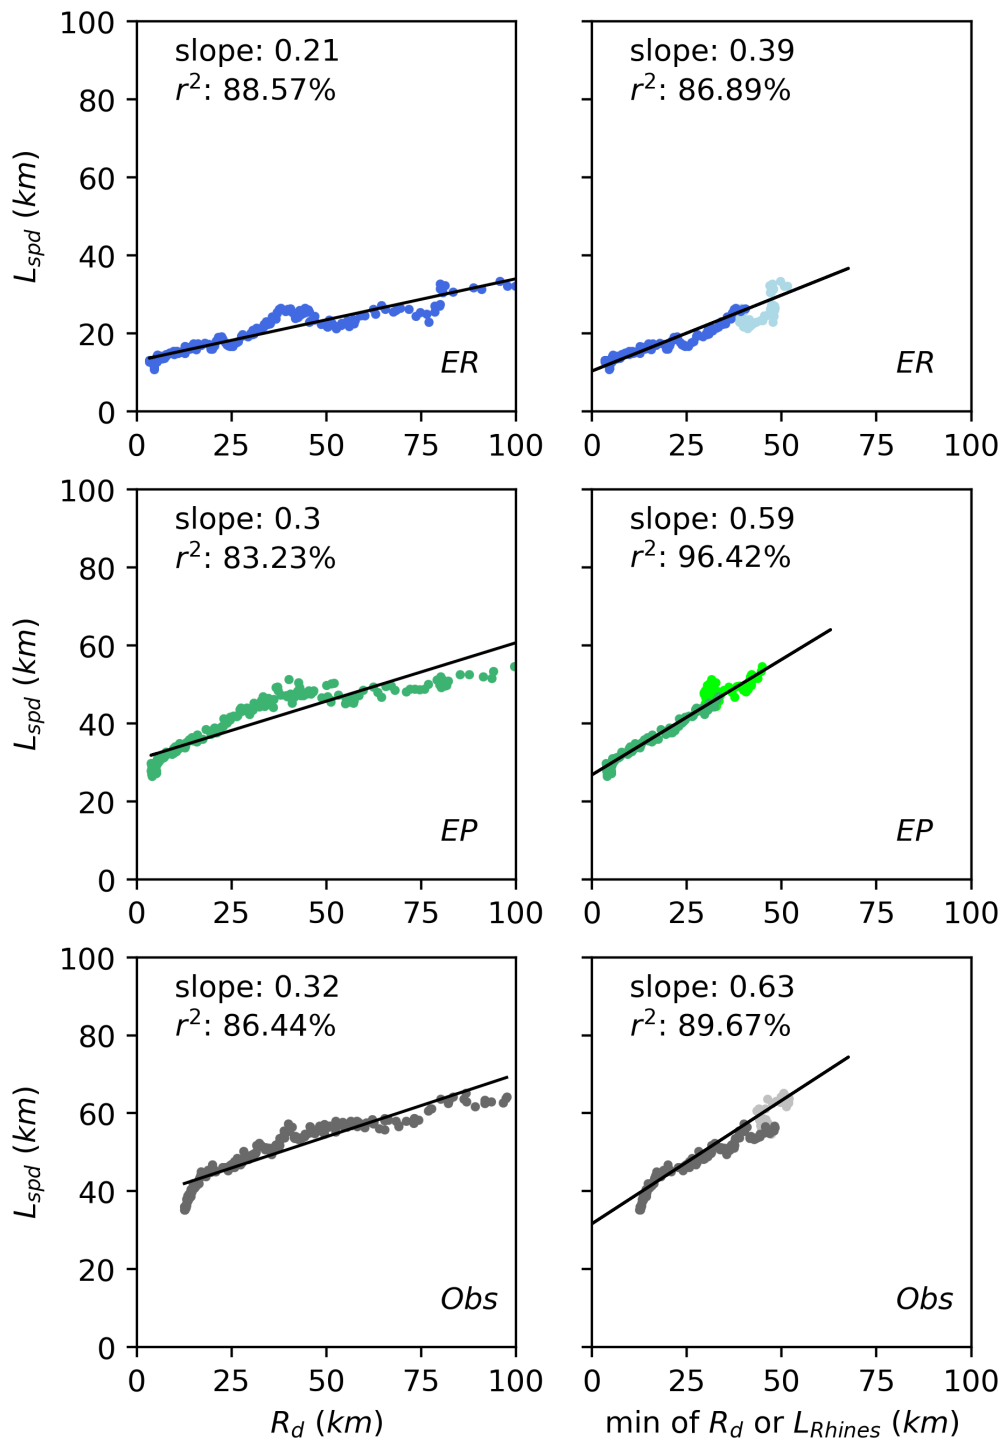 slope: 0.21
r²: 88.57%
L_spd (km)
100
80
60
40
20
0
ER
0 25 50 75 100
slope: 0.39
r²: 86.89%
ER
0 25 50 75 100
slope: 0.3
r²: 83.23%
L_spd (km)
100
80
60
40
20
0
EP
0 25 50 75 100
slope: 0.59
r²: 96.42%
EP
0 25 50 75 100
slope: 0.32
r²: 86.44%
L_spd (km)
100
80
60
40
20
0
Obs
0 25 50 75 100
R_d (km)
slope: 0.63
r²: 89.67%
Obs
0 25 50 75 100
min of R_d or L_Rhines (km)